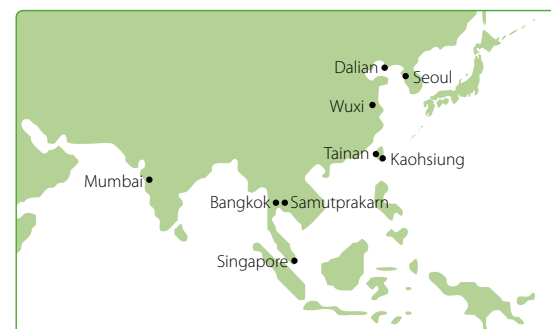 Dalian
Seoul
Wuxi
Tainan
Kaohsiung
Mumbai
Bangkok
Samutprakarn
Singapore